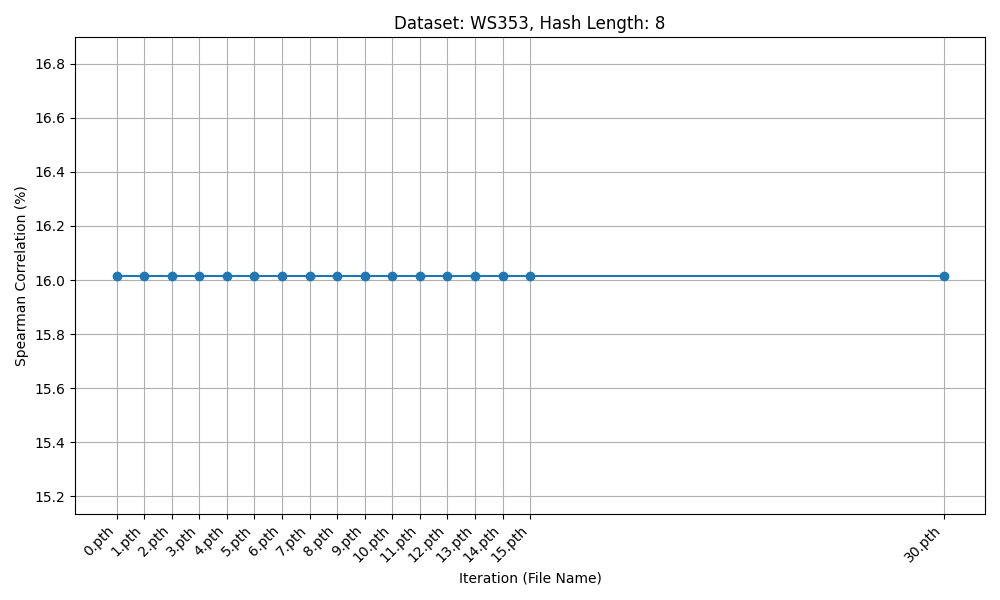 Dataset: WS353, Hash Length: 8
Spearman Correlation (%)
16.8
16.6
16.4
16.2
16.0
15.8
15.6
15.4
15.2
0.pth
1.pth
2.pth
3.pth
4.pth
5.pth
6.pth
7.pth
8.pth
9.pth
10.pth
11.pth
12.pth
13.pth
14.pth
15.pth
30.pth
Iteration (File Name)